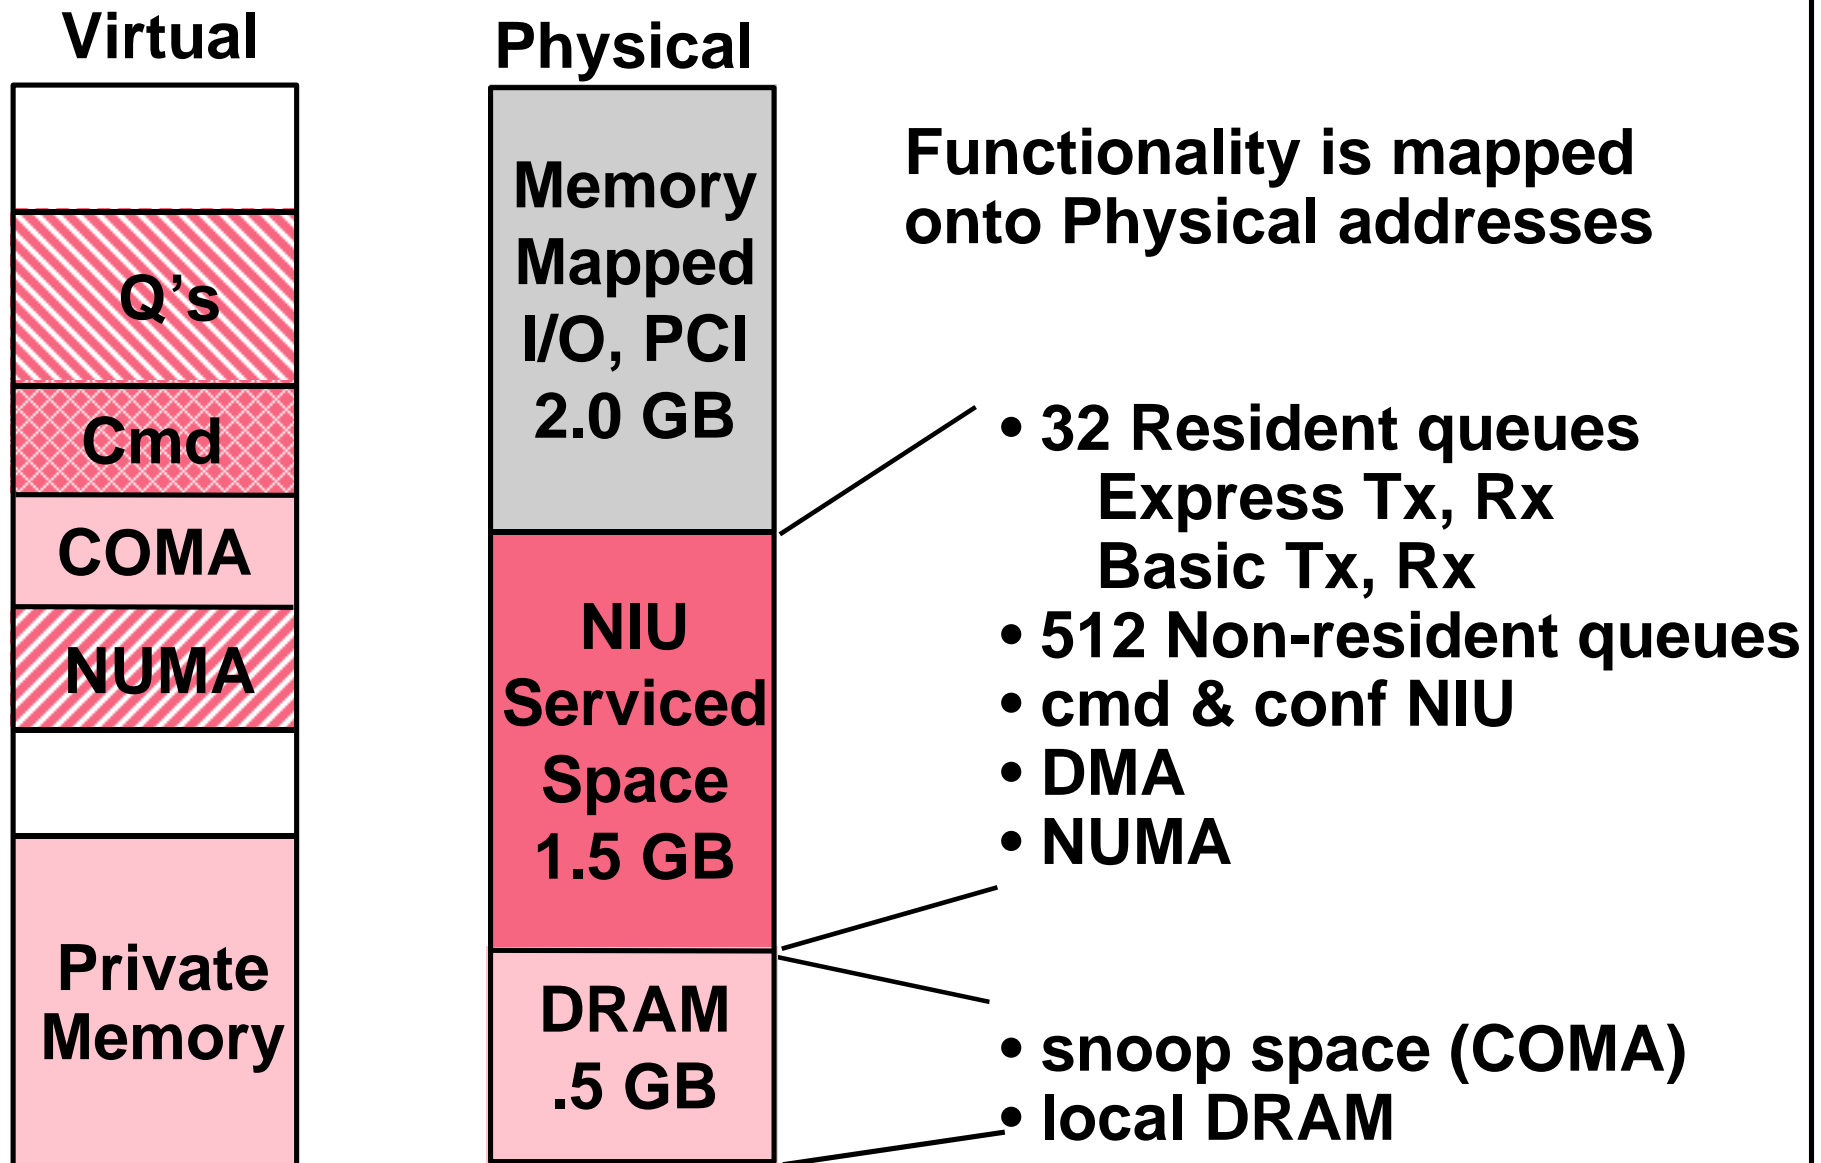 Virtual
Q’s
Cmd
COMA
NUMA
Private
Memory
Physical
Memory
Mapped
I/O, PCI
2.0 GB
NIU
Serviced
Space
1.5 GB
DRAM
.5 GB
Functionality is mapped
onto Physical addresses
• 32 Resident queues
Express Tx, Rx
Basic Tx, Rx
• 512 Non-resident queues
• cmd & conf NIU
• DMA
• NUMA
• snoop space (COMA)
• local DRAM